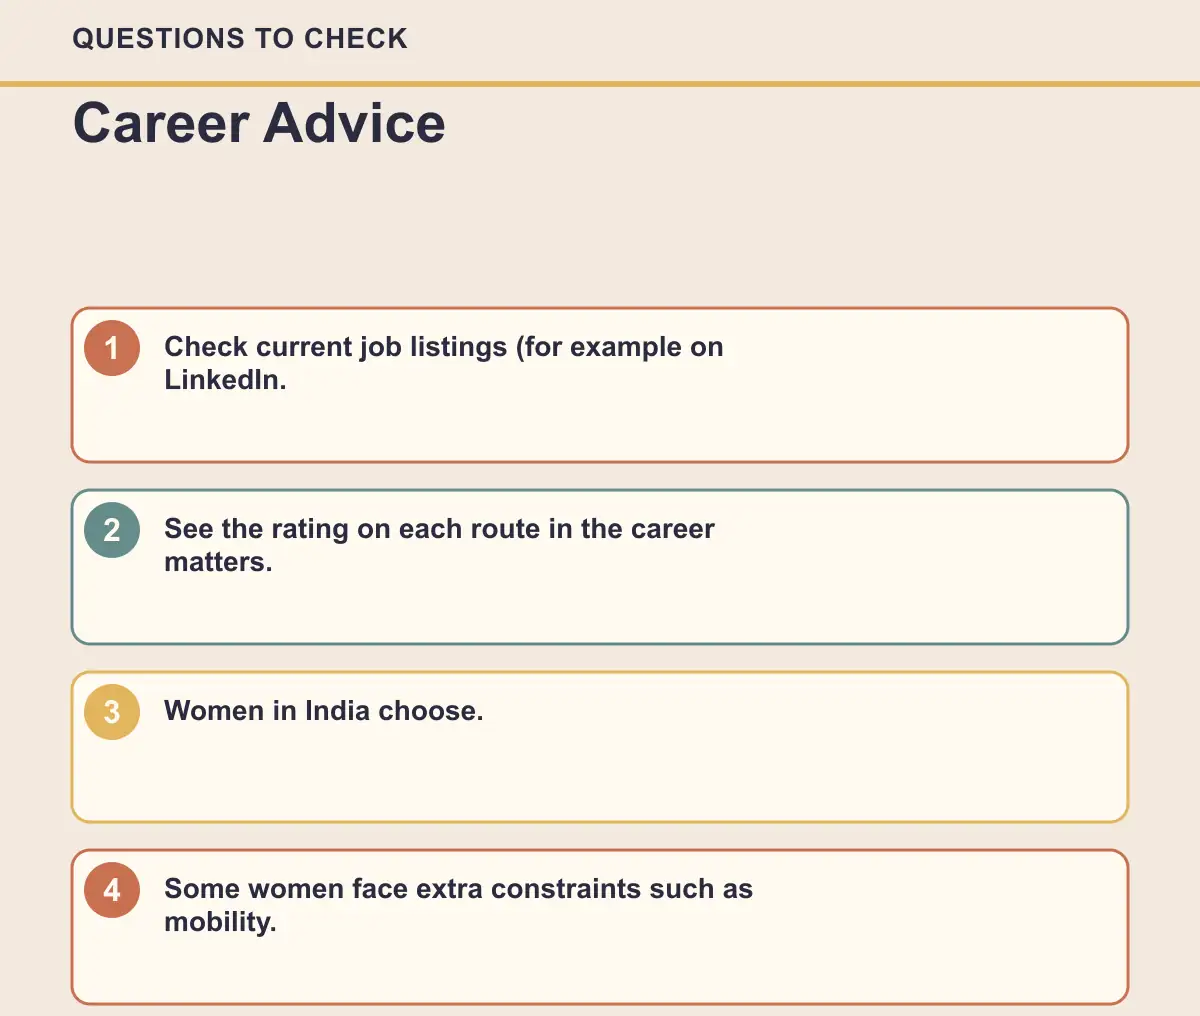 QUESTIONS TO CHECK
Career Advice
1
Check current job listings (for example on
LinkedIn.
2
See the rating on each route in the career
matters.
3
Women in India choose.
4
Some women face extra constraints such as
mobility.